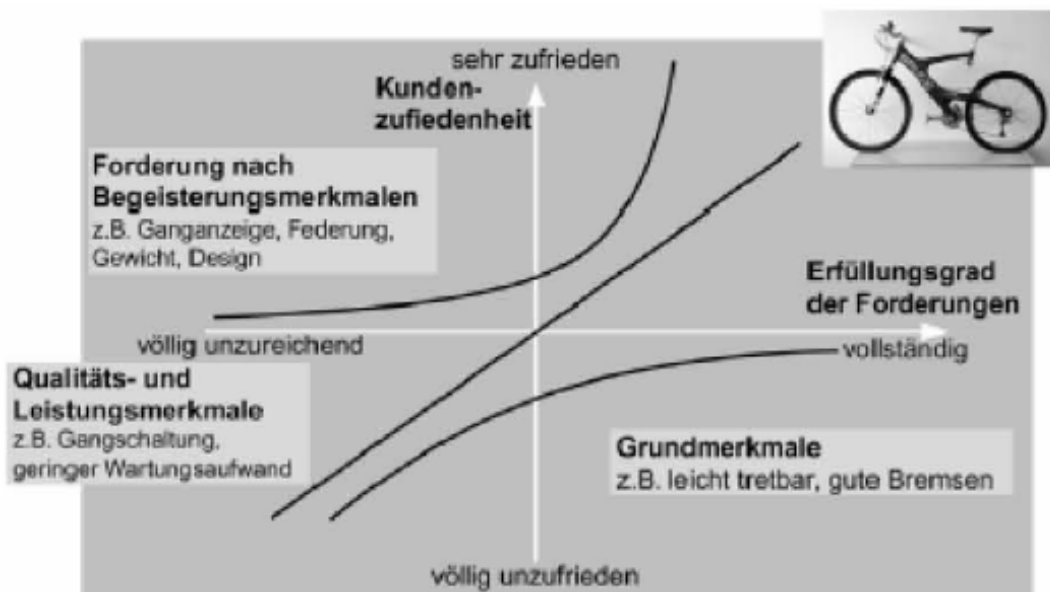 sehr zufrieden
Kunden-
zufiedenheit
Forderung nach
Begeisterungsmerkmalen
z.B. Ganganzeige, Federung,
Gewicht, Design
Erfüllungsgrad
der Forderungen
völlig unzureichend
vollständig
Qualitäts- und
Leistungsmerkmale
z.B. Gangschaltung,
geringer Wartungsaufwand
Grundmerkmale
z.B. leicht tretbar, gute Bremsen
völlig unzufrieden